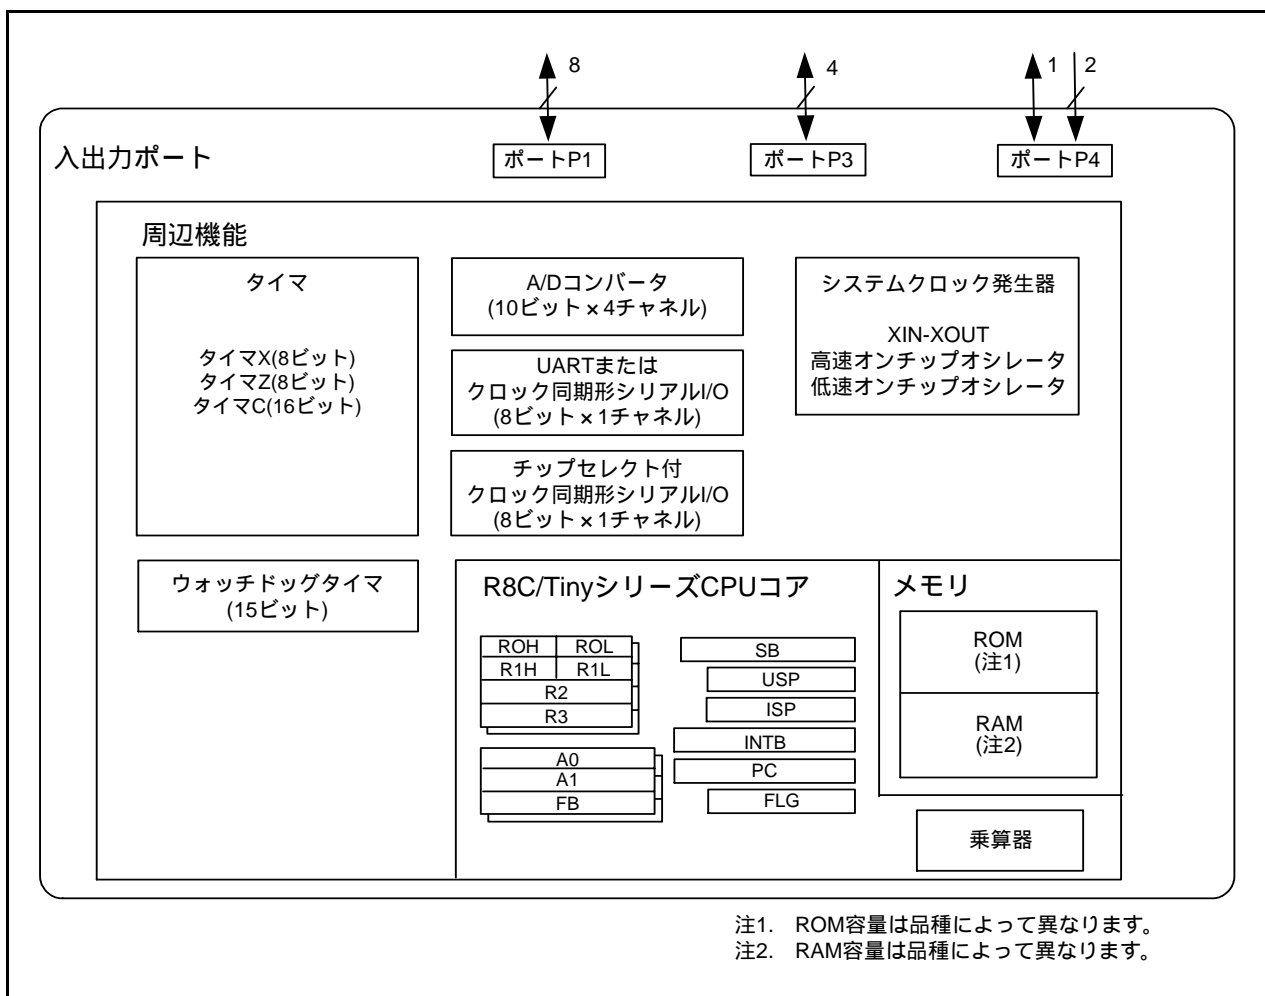 8
4
1
2
入出力ポート
ポートP1
ポートP3
ポートP4
周辺機能
タイマ
タイマX(8ビット)
タイマZ(8ビット)
タイマC(16ビット)
A/Dコンバータ
(10ビット×4チャネル)
UARTまたは
クロック同期形シリアルI/O
(8ビット×1チャネル)
チップセレクト付
クロック同期形シリアルI/O
(8ビット×1チャネル)
システムクロック発生器
XIN-XOUT
高速オンチップオシレータ
低速オンチップオシレータ
ウォッチドッグタイマ
(15ビット)
R8C/TinyシリーズCPUコア
ROH ROL
R1H R1L
R2
R3
A0
A1
FB
SB
USP
ISP
INTB
PC
FLG
メモリ
ROM
(注1)
RAM
(注2)
乗算器
注1. ROM容量は品種によって異なります。
注2. RAM容量は品種によって異なります。